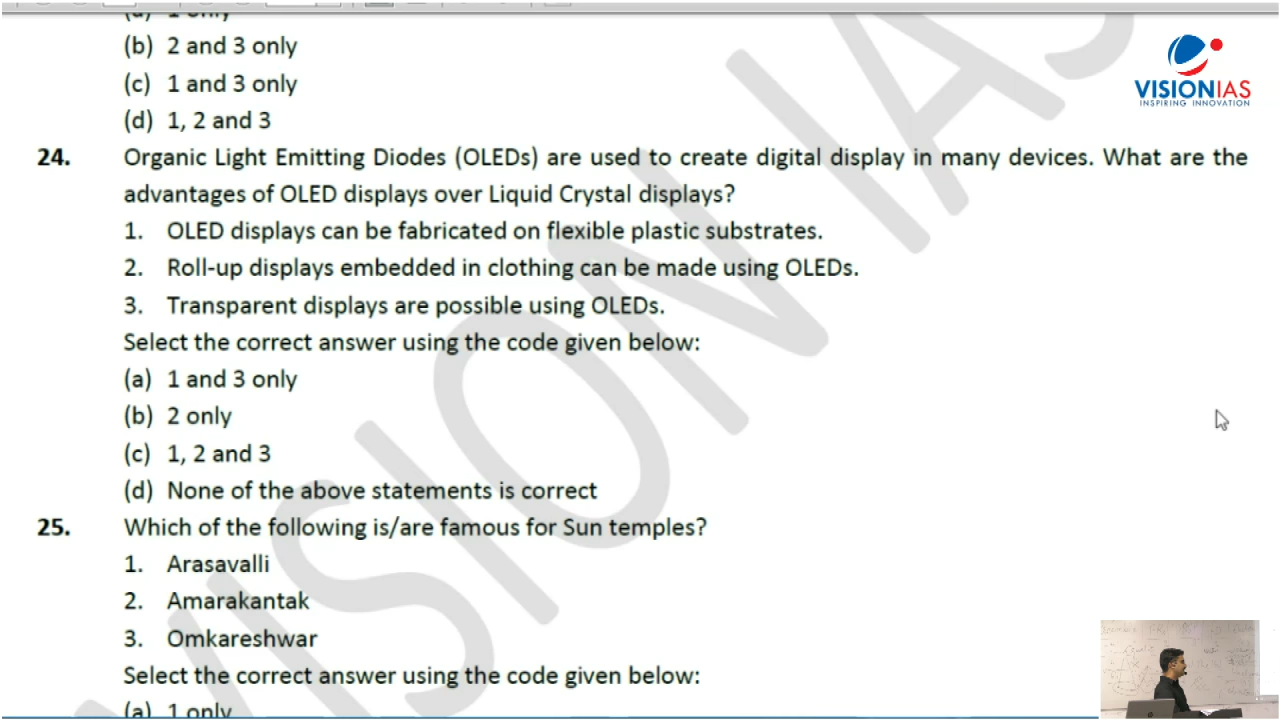 (b) 2 and 3 only
(c) 1 and 3 only
(d) 1, 2 and 3
VISIONIAS
INSPIRING INNOVATION
24. Organic Light Emitting Diodes (OLEDs) are used to create digital display in many devices. What are the
advantages of OLED displays over Liquid Crystal displays?
1. OLED displays can be fabricated on flexible plastic substrates.
2. Roll-up displays embedded in clothing can be made using OLEDs.
3. Transparent displays are possible using OLEDs.
Select the correct answer using the code given below:
(a) 1 and 3 only
(b) 2 only
(c) 1, 2 and 3
(d) None of the above statements is correct
25. Which of the following is/are famous for Sun temples?
1. Arasavalli
2. Amarakantak
3. Omkareshwar
Select the correct answer using the code given below:
(a) 1 only
VISION IAS